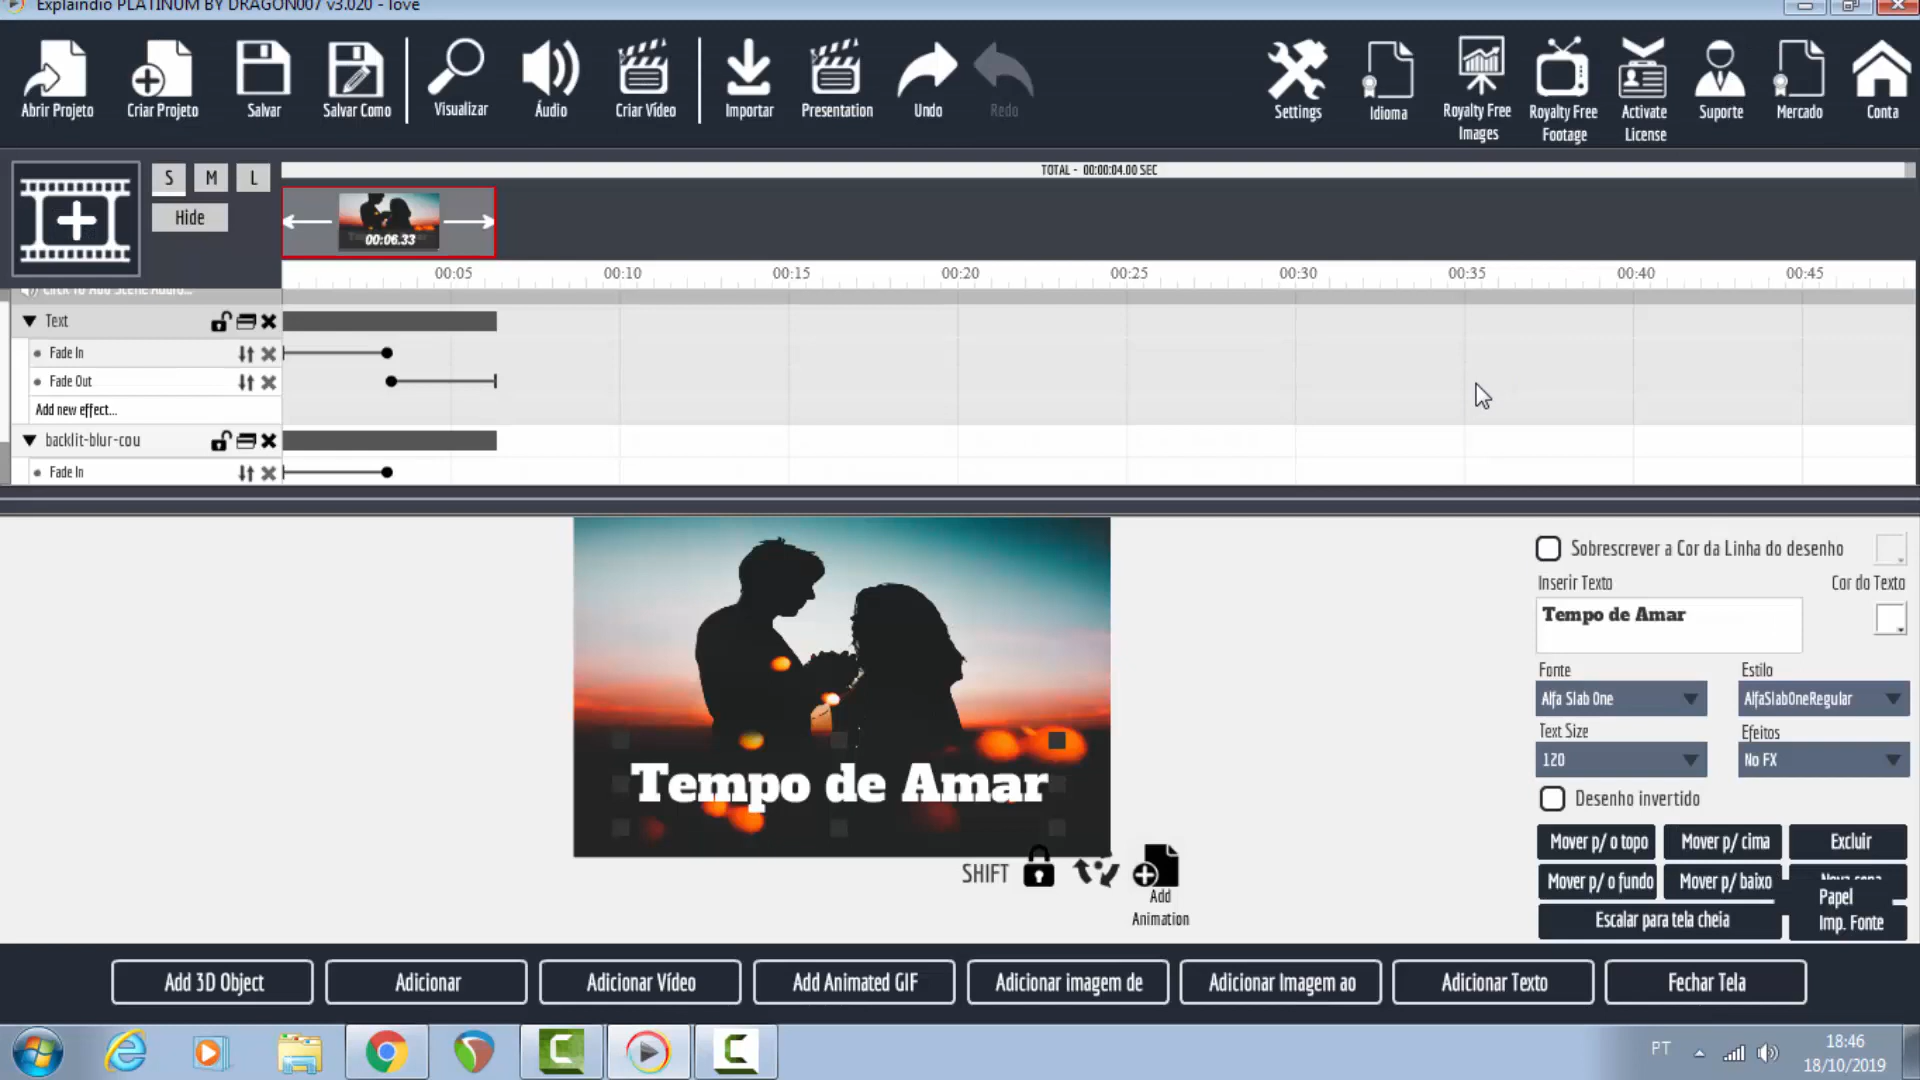 Explaindio PLATINUM BY DRAGON007 v3.020 - love
Abrir Projeto
Criar Projeto
Salvar
Salvar Como
Visualizar
Áudio
Criar Vídeo
Importar
Presentation
Undo
Redo
Settings
Idioma
Royalty Free
Images
Royalty Free
Footage
Activate
License
Suporte
Mercado
Conta
S M L
Hide
TOTAL - 00:00:04.00 SEC
00:06.33
00:05 00:10 00:15 00:20 00:25 00:30 00:35 00:40 00:45
Click To Add Scene Audio...
Text
Fade In
Fade Out
Add new effect...
backlit-blur-cou
Fade In
Tempo de Amar
SHIFT
Add
Animation
Sobrescrever a Cor da Linha do desenho
Inserir Texto
Cor do Texto
Tempo de Amar
Fonte
Estilo
Alfa Slab One
AlfaSlabOneRegular
Text Size
Efeitos
120
No FX
Desenho invertido
Mover p/ o topo
Mover p/ cima
Excluir
Mover p/ o fundo
Mover p/ baixo
Papel
Escalar para tela cheia
Imp. Fonte
Add 3D Object
Adicionar
Adicionar Vídeo
Add Animated GIF
Adicionar imagem de
Adicionar Imagem ao
Adicionar Texto
Fechar Tela
PT
18:46
18/10/2019